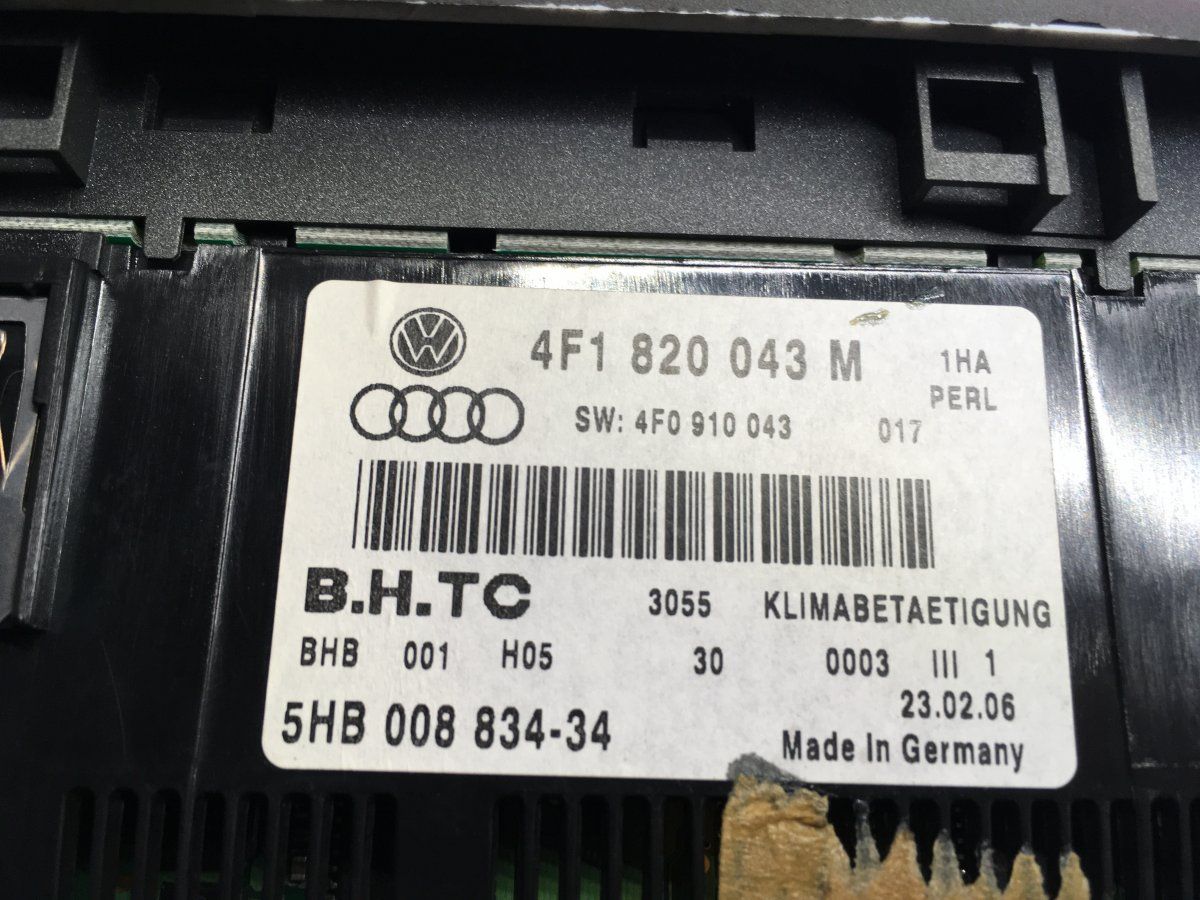 4F1 820 043 M 1HA
PERL
SW: 4F0 910 043 017
B.H.TC 3055 KLIMABETAETIGUNG
BHB 001 H05 30 0003 III 1
23.02.06
5HB 008 834-34
Made In Germany